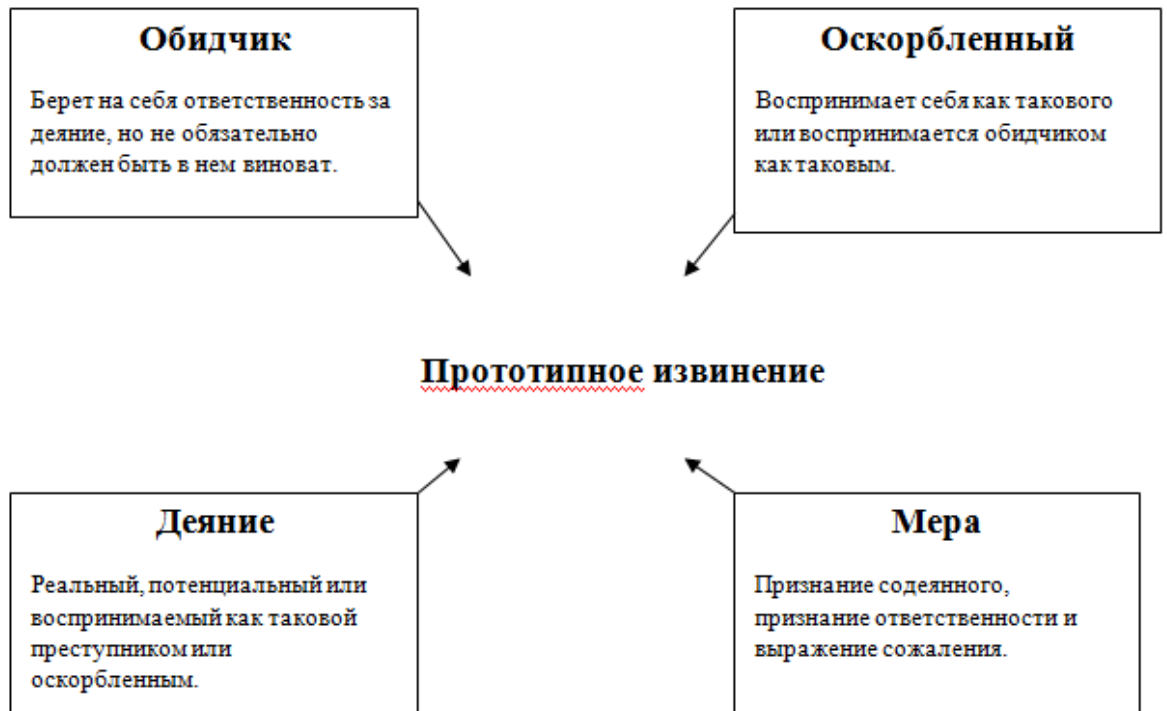 Обидчик
Берет на себя ответственность за
деяние, но не обязательно
должен быть в нем виноват.
Оскорбленный
Воспринимает себя как такового
или воспринимается обидчиком
как таковым.
Прототипное извинение
Деяние
Реальный, потенциальный или
воспринимаемый как таковой
преступником или
оскорбленным.
Мера
Признание содеянного,
признание ответственности и
выражение сожаления.